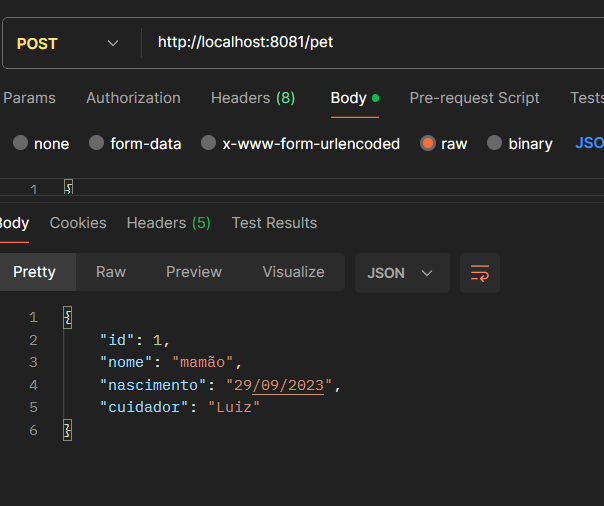 POST http://localhost:8081/pet
Params Authorization Headers (8) Body Pre-request Script Tests
none form-data x-www-form-urlencoded raw binary JSO
1 {
Body Cookies Headers (5) Test Results
Pretty Raw Preview Visualize JSON
1 {
2 "id": 1,
3 "nome": "mamão",
4 "nascimento": "29/09/2023",
5 "cuidador": "Luiz"
6 }